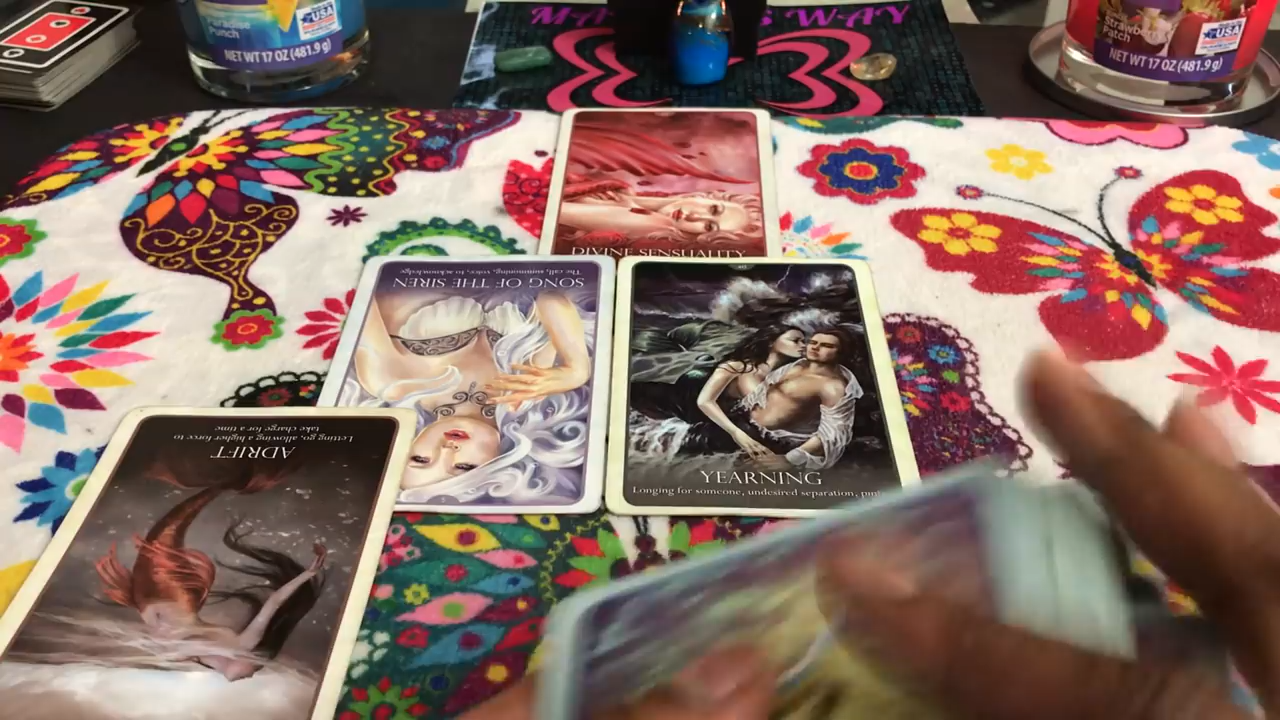 Paradise
Punch
USA
NET WT 17 OZ (481.9 g)
S WAY
Strawberry
Patch
USA
NET WT 17 OZ (481.9 g)
DIVINE SENSUALITY
SONG OF THE SIREN
The call, summoning, voice, to acknowledge
YEARNING
Longing for someone, undesired separation,
ADRIFT
Letting go, allowing a higher force to
take charge for a time